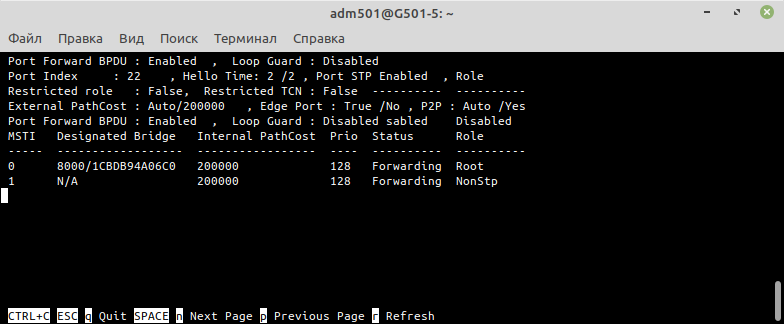 adm501@G501-5: ~
Файл Правка Вид Поиск Терминал Справка
Port Forward BPDU : Enabled  ,  Loop Guard : Disabled
Port Index     : 22    , Hello Time: 2 /2 , Port STP Enabled  , Role
Restricted role   : False,  Restricted TCN : False  ----------  ----------
External PathCost : Auto/200000   , Edge Port : True /No , P2P : Auto /Yes
Port Forward BPDU : Enabled  ,  Loop Guard : Disabled sabled    Disabled
MSTI   Designated Bridge   Internal PathCost  Prio  Status      Role
-----  ------------------  -----------------  ----  ----------  ----------
0      8000/1CBDB94A06C0   200000             128   Forwarding  Root
1      N/A                 200000             128   Forwarding  NonStp
CTRL+C ESC q Quit SPACE n Next Page p Previous Page r Refresh